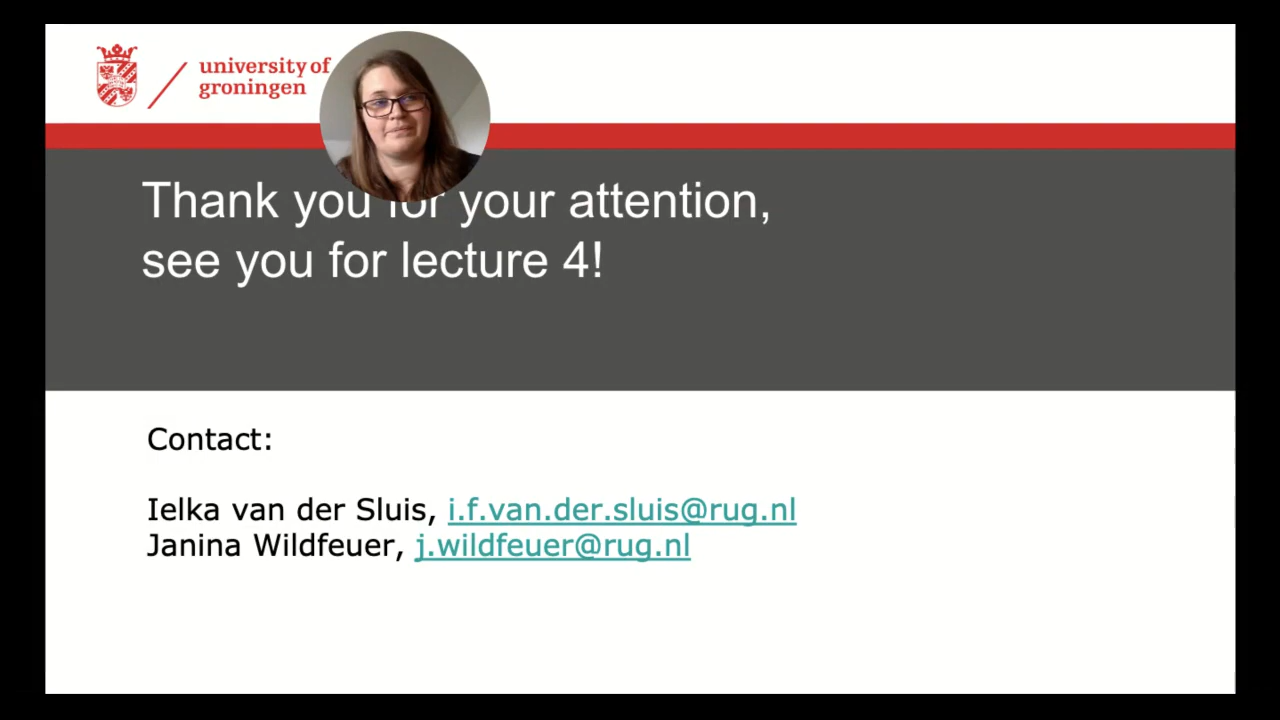 university of
groningen
Thank you for your attention,
see you for lecture 4!
Contact:
Ielka van der Sluis, i.f.van.der.sluis@rug.nl
Janina Wildfeuer, j.wildfeuer@rug.nl